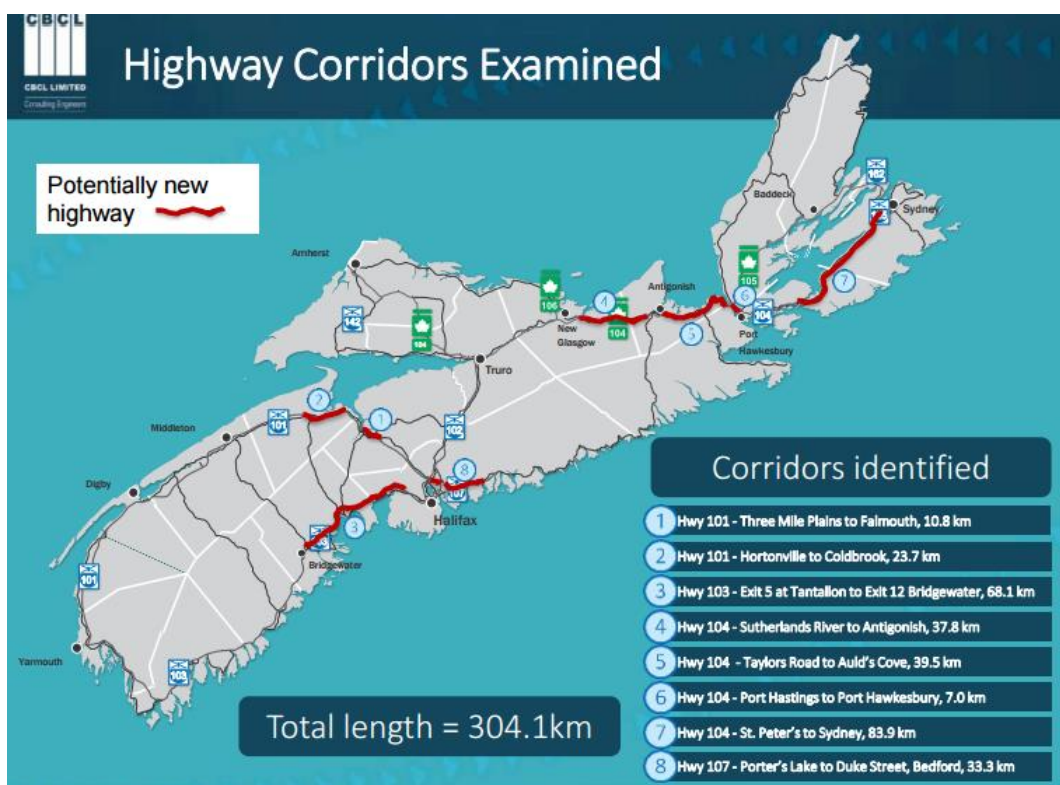 CBCL
CBCL LIMITED
Consulting Engineers
Highway Corridors Examined
Potentially new
highway
162
Baddeck
Sydney
Amherst
105
7
106
4
Antigonish
6
142
104
New
Glasgow
104
5
104
Port
Hawkesbury
Truro
2
101
1
Middleton
102
8
107
Digby
Halifax
3
Bridgewater
101
Yarmouth
103
Corridors identified
1 Hwy 101 - Three Mile Plains to Falmouth, 10.8 km
2 Hwy 101 - Hortonville to Coldbrook, 23.7 km
3 Hwy 103 - Exit 5 at Tantallon to Exit 12 Bridgewater, 68.1 km
4 Hwy 104 - Sutherlands River to Antigonish, 37.8 km
5 Hwy 104 - Taylors Road to Auld's Cove, 39.5 km
6 Hwy 104 - Port Hastings to Port Hawkesbury, 7.0 km
7 Hwy 104 - St. Peter's to Sydney, 83.9 km
8 Hwy 107 - Porter's Lake to Duke Street, Bedford, 33.3 km
Total length = 304.1km